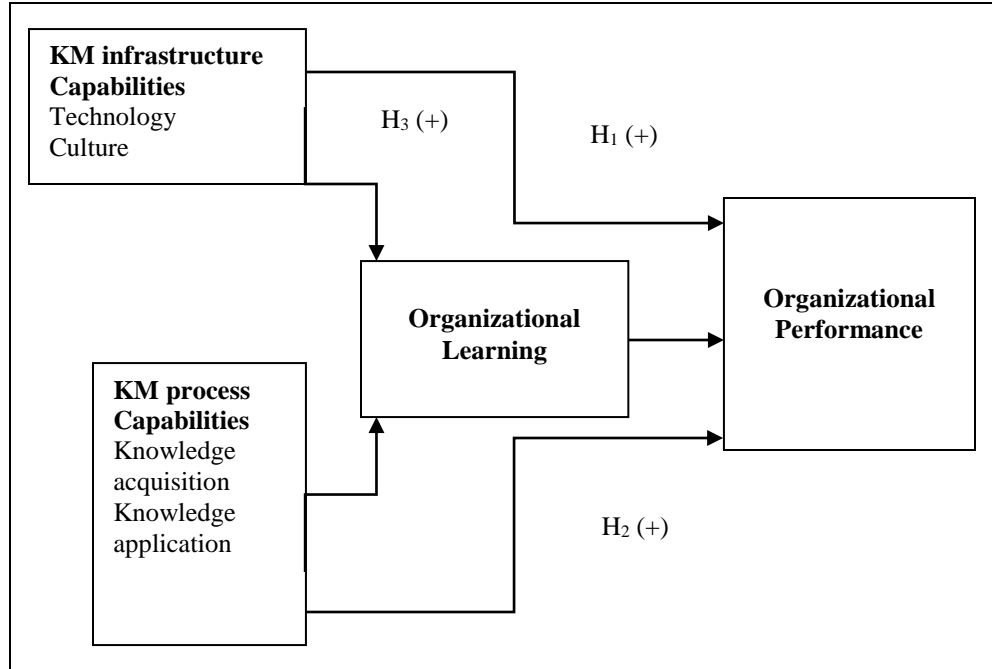 KM infrastructure
Capabilities
Technology
Culture
H₃ (+)
H₁ (+)
Organizational
Learning
Organizational
Performance
KM process
Capabilities
Knowledge
acquisition
Knowledge
application
H₂ (+)